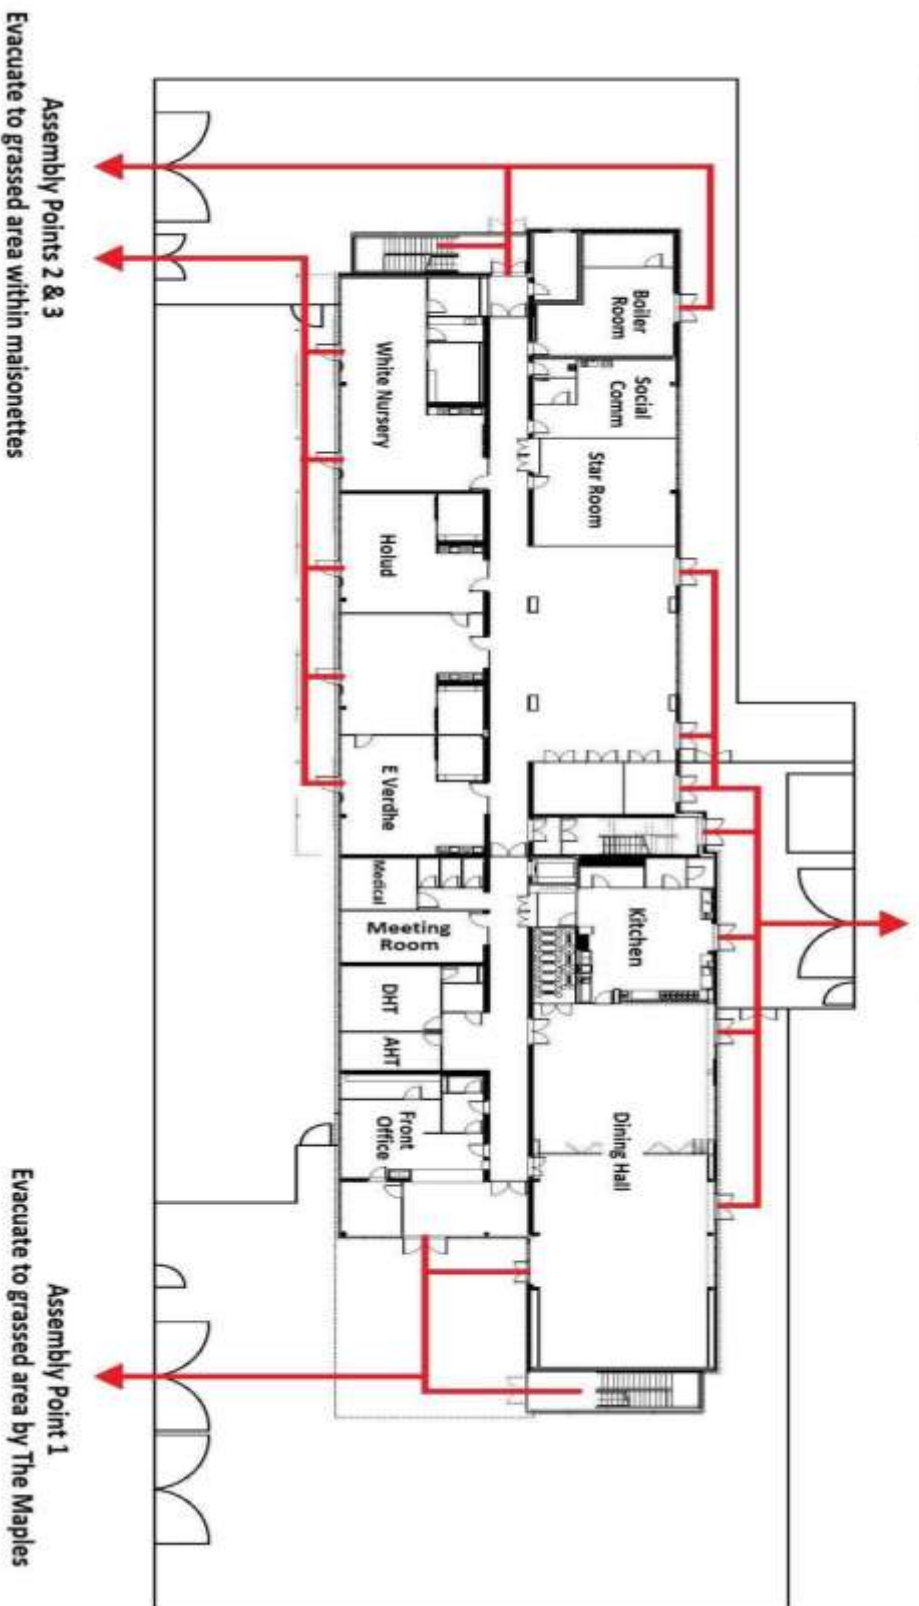 Assembly Points 2 & 3
Evacuate to grassed area within maisonettes
Boiler
Room
Social
Comm
Star Room
White Nursery
Holud
E Verdhe
Medical
Meeting
Room
Kitchen
DHT
AHT
Front
Office
Dining Hall
Assembly Point 1
Evacuate to grassed area by The Maples